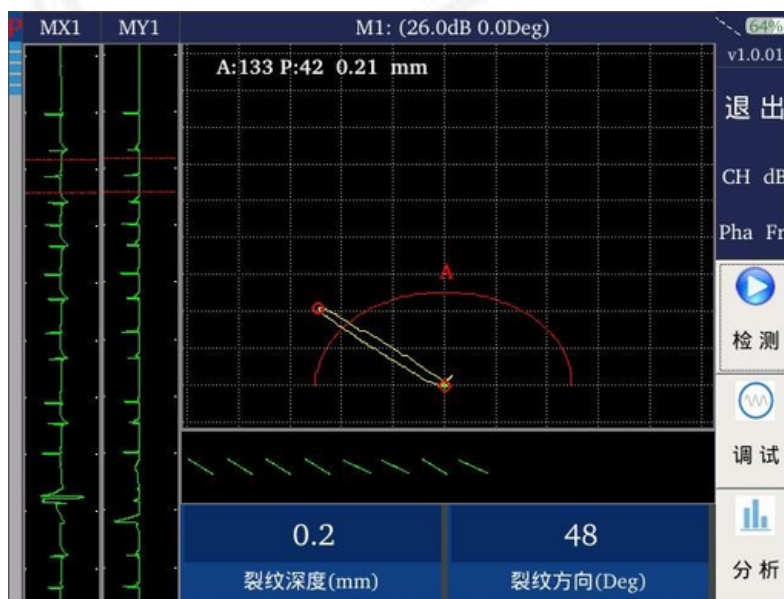 P MX1 MY1 M1: (26.0dB 0.0Deg) 64%
v1.0.01
A:133 P:42 0.21 mm
退出
CH dB
Pha Fr
A
检测
调试
0.2 48
裂纹深度(mm) 裂纹方向(Deg)
分析